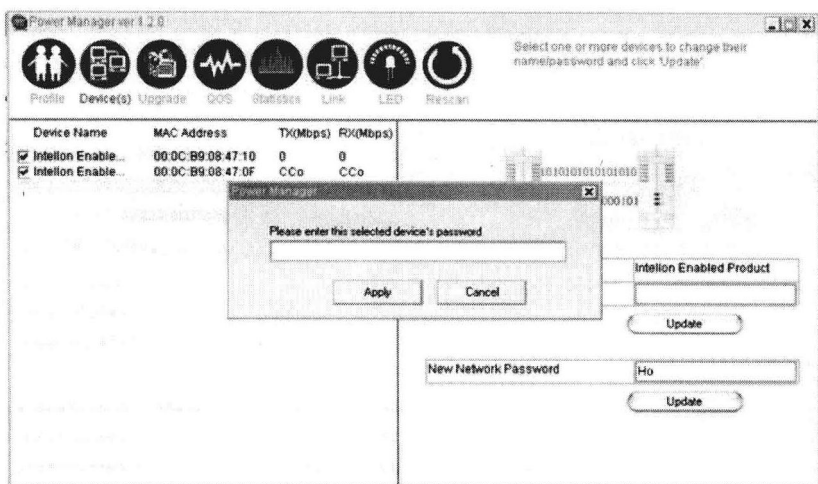 Power Manager ver 1.2.0
Select one or more devices to change their
name/password and click 'Update'
Profile Device(s) Upgrade QOS Statistics Link LED Rescan
Device Name MAC Address TX(Mbps) RX(Mbps)
Intellon Enable... 00:0C:B9:08:47:10 0 0
Intellon Enable... 00:0C:B9:08:47:0F CCo CCo
1010101010101010
000101
Power Manager
Please enter this selected device's password
Apply Cancel
Intellon Enabled Product
Update
New Network Password Ho
Update